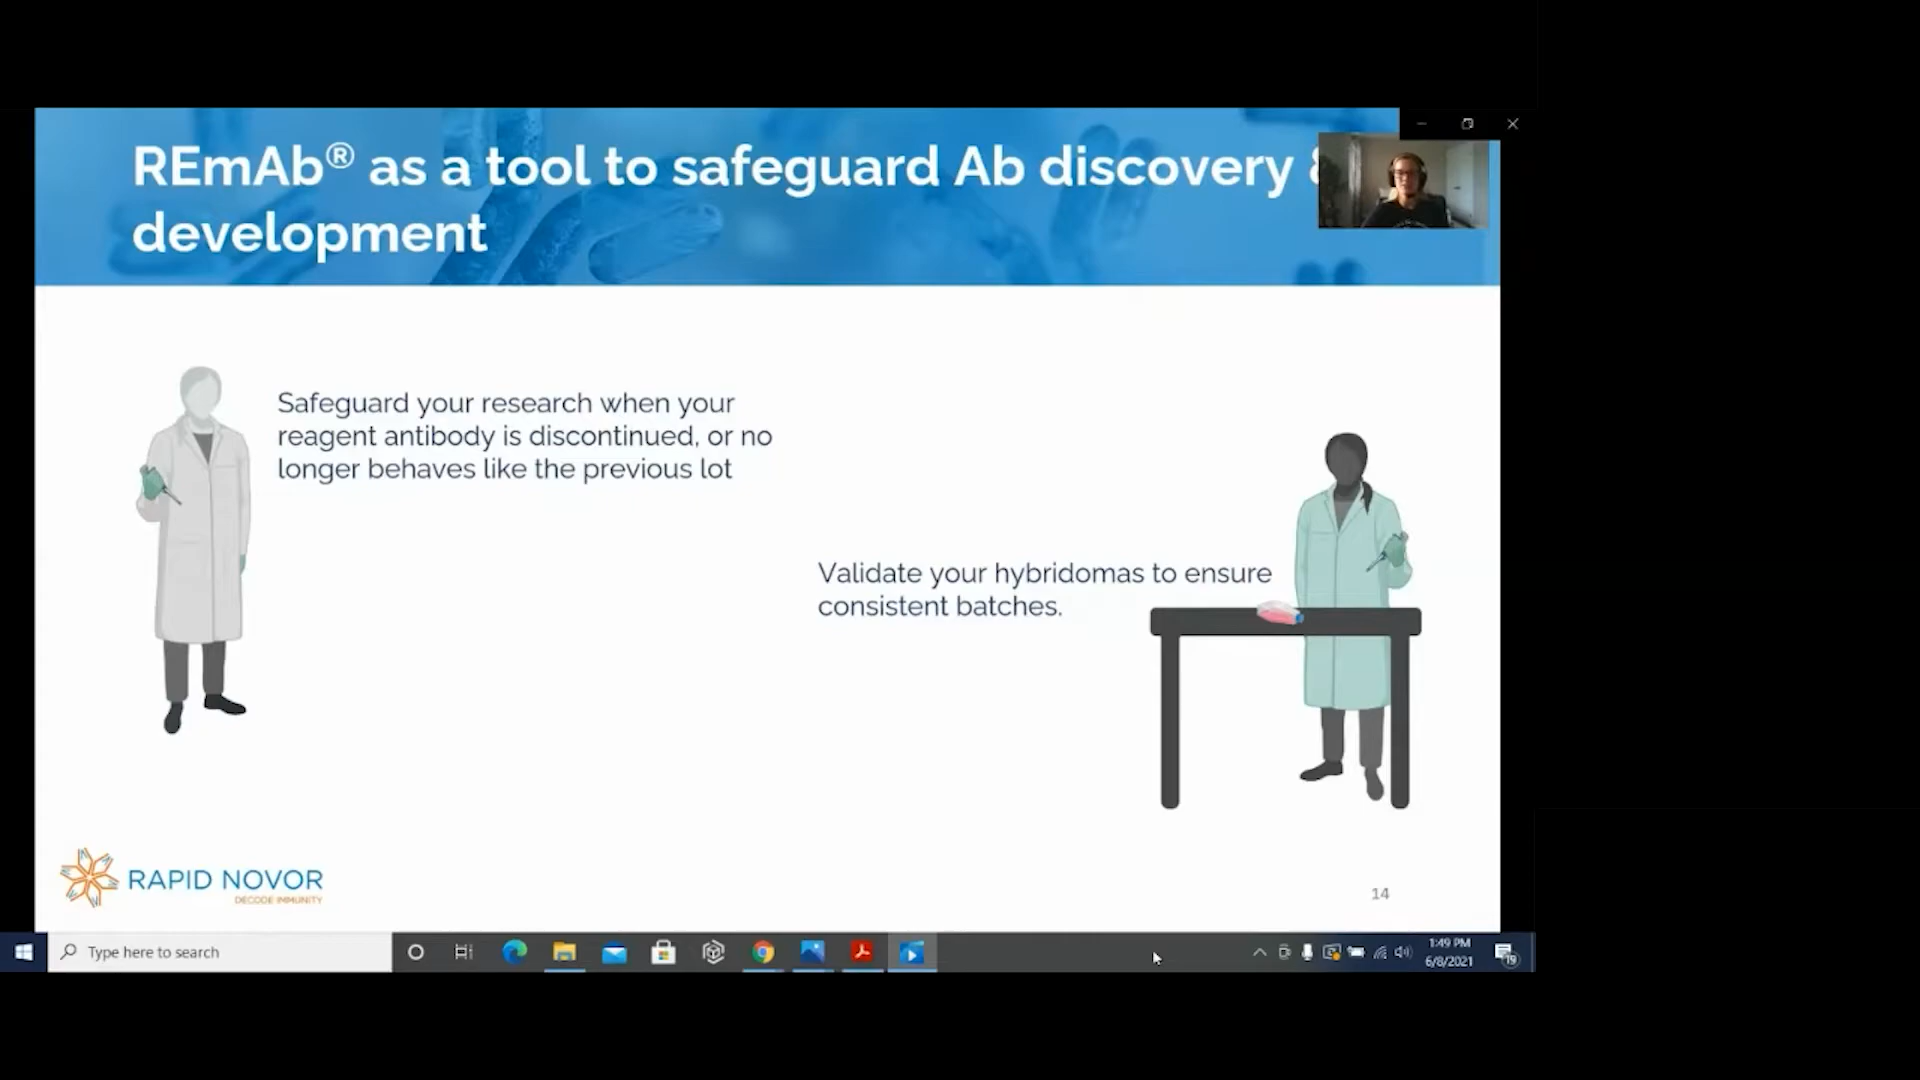 REmAb® as a tool to safeguard Ab discovery
development
Safeguard your research when your
reagent antibody is discontinued, or no
longer behaves like the previous lot
Validate your hybridomas to ensure
consistent batches.
RAPID NOVOR
DECODE IMMUNITY
14
Type here to search
1:49 PM
6/8/2021
19